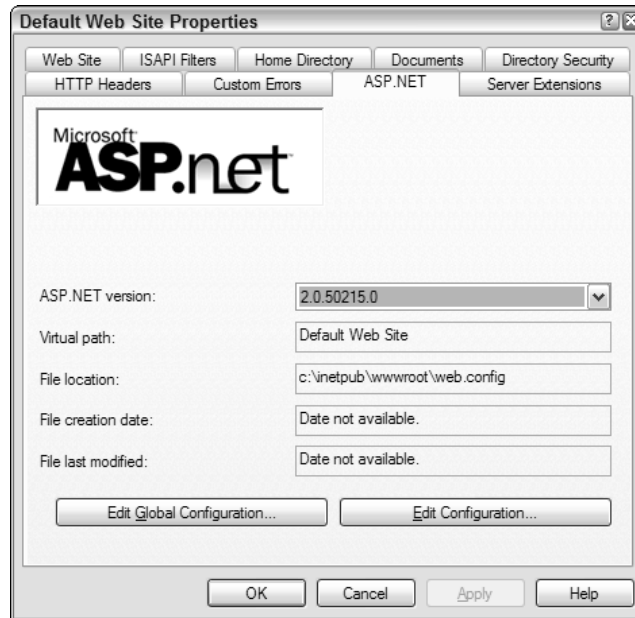 Default Web Site Properties
Web Site ISAPI Filters Home Directory Documents Directory Security
HTTP Headers Custom Errors ASP.NET Server Extensions
Microsoft
ASP.net
ASP.NET version: 2.0.50215.0
Virtual path: Default Web Site
File location: c:\inetpub\wwwroot\web.config
File creation date: Date not available.
File last modified: Date not available.
Edit Global Configuration... Edit Configuration...
OK Cancel Apply Help